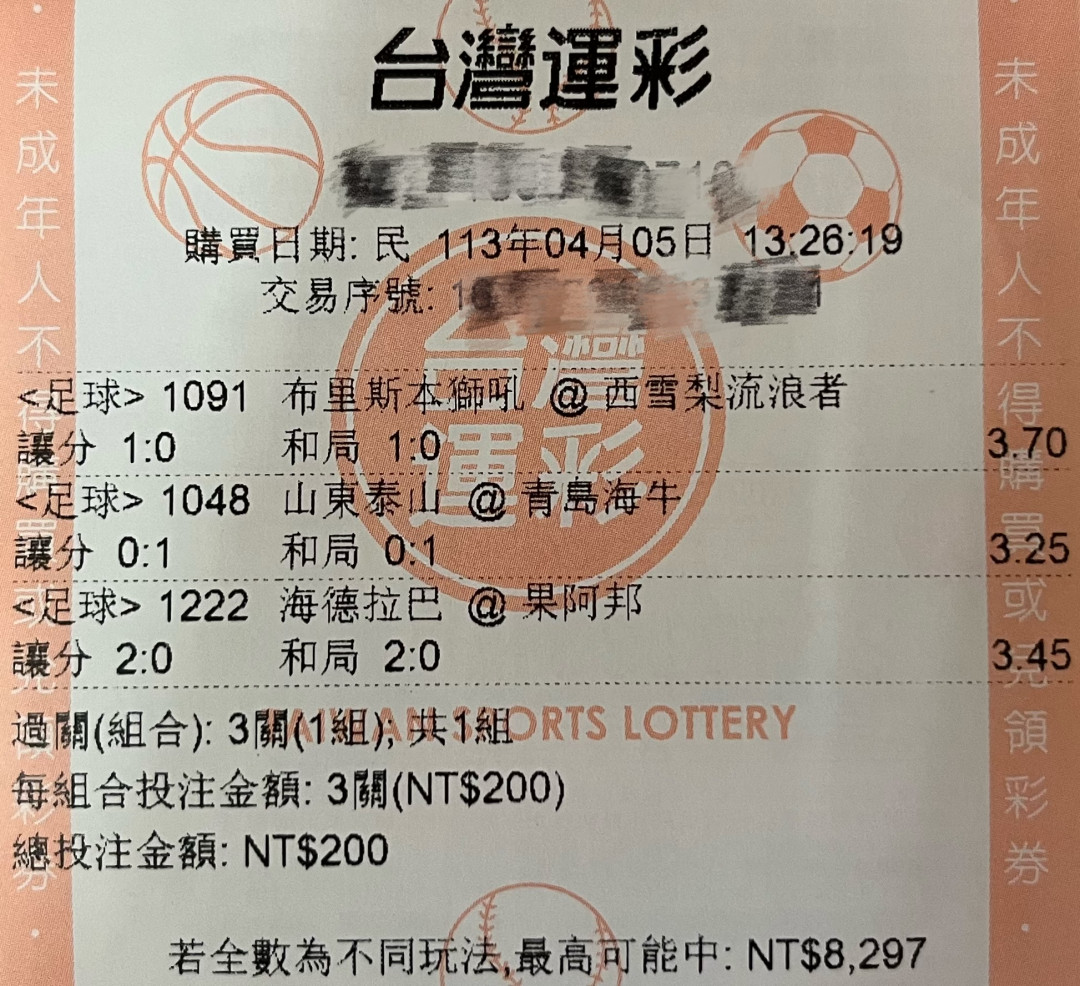 台灣運彩
購買日期: 民 113年04月05日 13:26:19
交易序號:
<足球> 1091 布里斯本獅吼 @ 西雪梨流浪者
讓分 1:0 和局 1:0 3.70
<足球> 1048 山東泰山 @ 青島海牛
讓分 0:1 和局 0:1 3.25
<足球> 1222 海德拉巴 @ 果阿邦
讓分 2:0 和局 2:0 3.45
過關(組合): 3關(1組); 共1組
TAIWAN SPORTS LOTTERY
每組合投注金額: 3關(NT$200)
總投注金額: NT$200
若全數為不同玩法,最高可能中: NT$8,297
台灣運彩
未成年人不得購買或兌領彩券
未成年人不得購買或兌領彩券